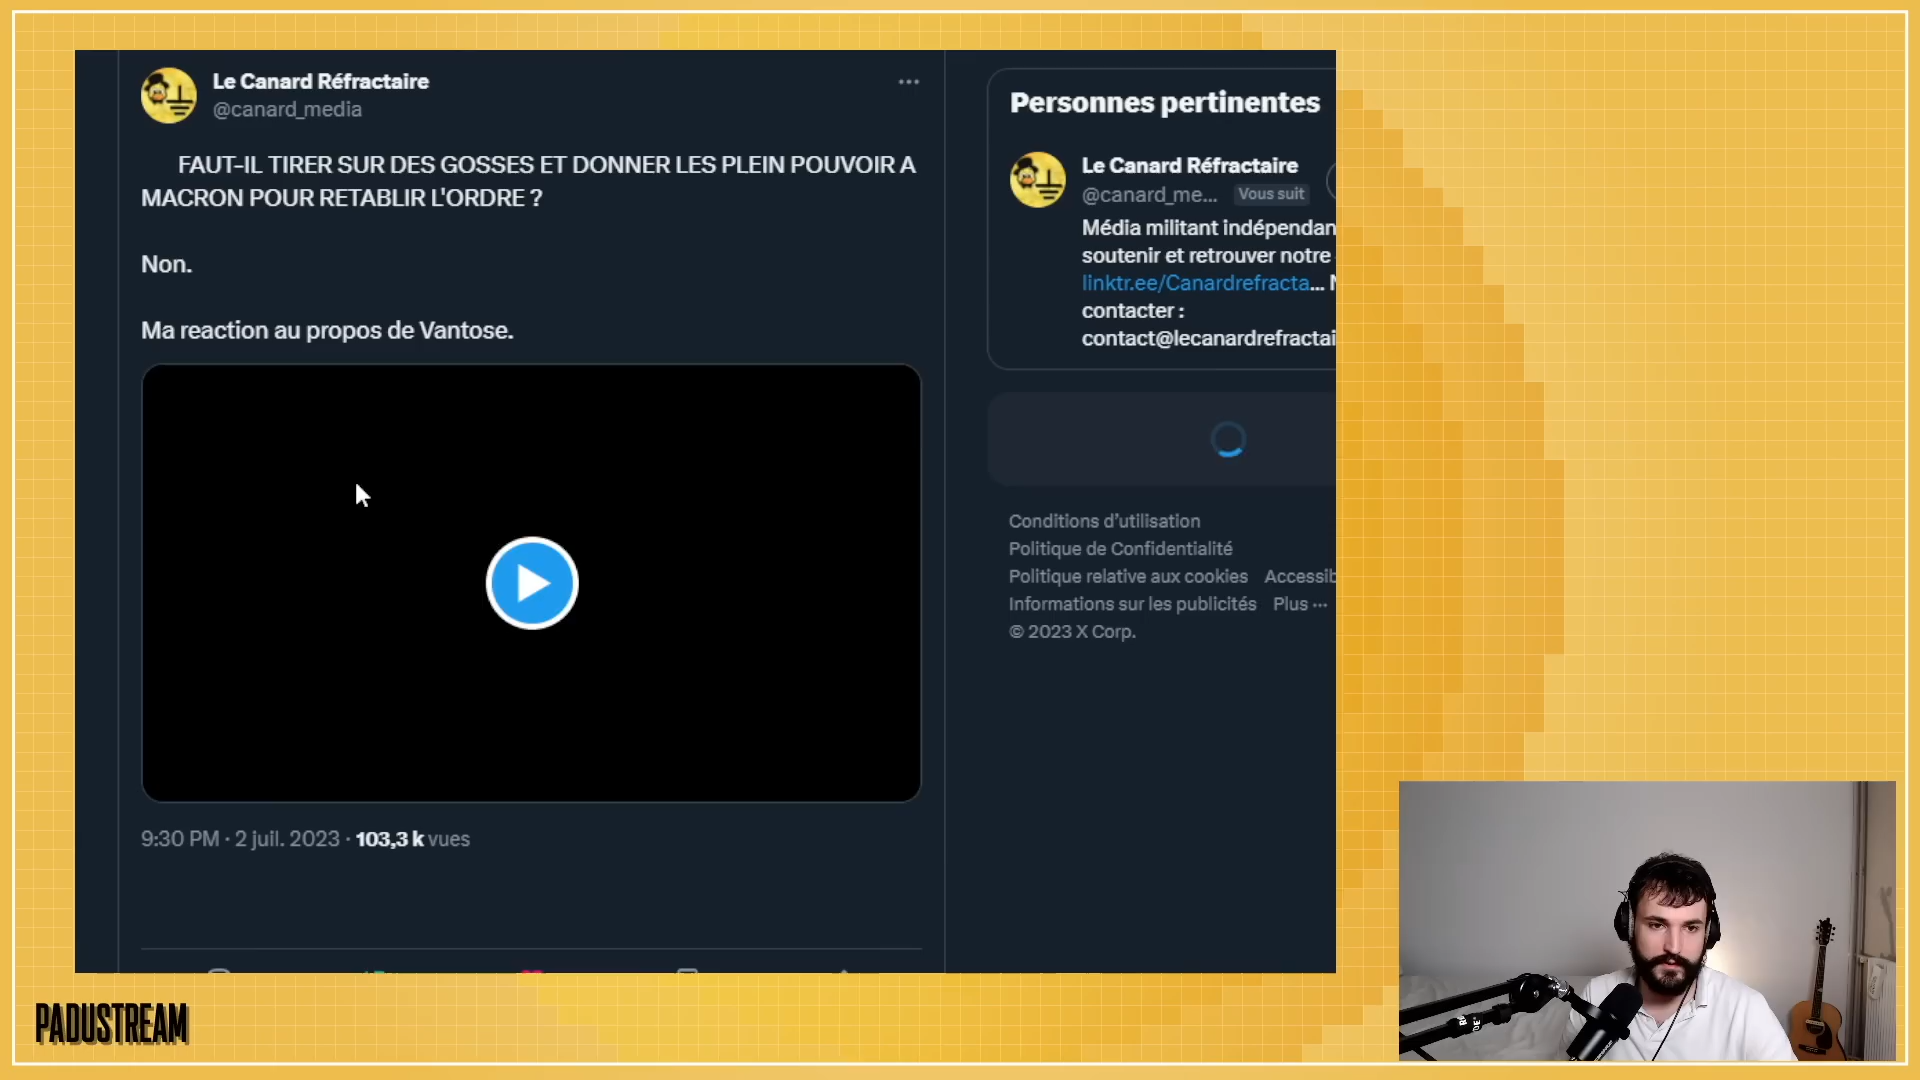 Le Canard Réfractaire
@canard_media
FAUT-IL TIRER SUR DES GOSSES ET DONNER LES PLEIN POUVOIR A
MACRON POUR RETABLIR L'ORDRE ?
Non.
Ma reaction au propos de Vantose.
9:30 PM · 2 juil. 2023 · 103,3 k vues
Personnes pertinentes
Le Canard Réfractaire
@canard_me... Vous suit
Média militant indépendan
soutenir et retrouver notre
linktr.ee/Canardrefracta... N
contacter :
contact@lecanardrefractai
Conditions d’utilisation
Politique de Confidentialité
Politique relative aux cookies Accessib
Informations sur les publicités Plus ···
© 2023 X Corp.
PADUSTREAM